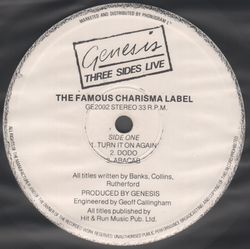 MARKETED AND DISTRIBUTED BY PHONOGRAM
Genesis
THREE SIDES LIVE
THE FAMOUS CHARISMA LABEL
GE2002 STEREO 33 R.P.M.
SIDE ONE
1. TURN IT ON AGAIN
2. DODO
3. ABACAB
All titles written by Banks, Collins,
Rutherford
PRODUCED BY GENESIS
Engineered by Geoff Callingham
All titles published by
Hit & Run Music Pub. Ltd.